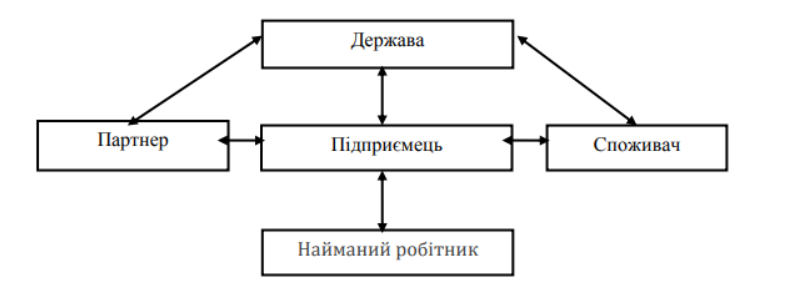 Держава
Партнер
Підприємець
Споживач
Найманий робітник